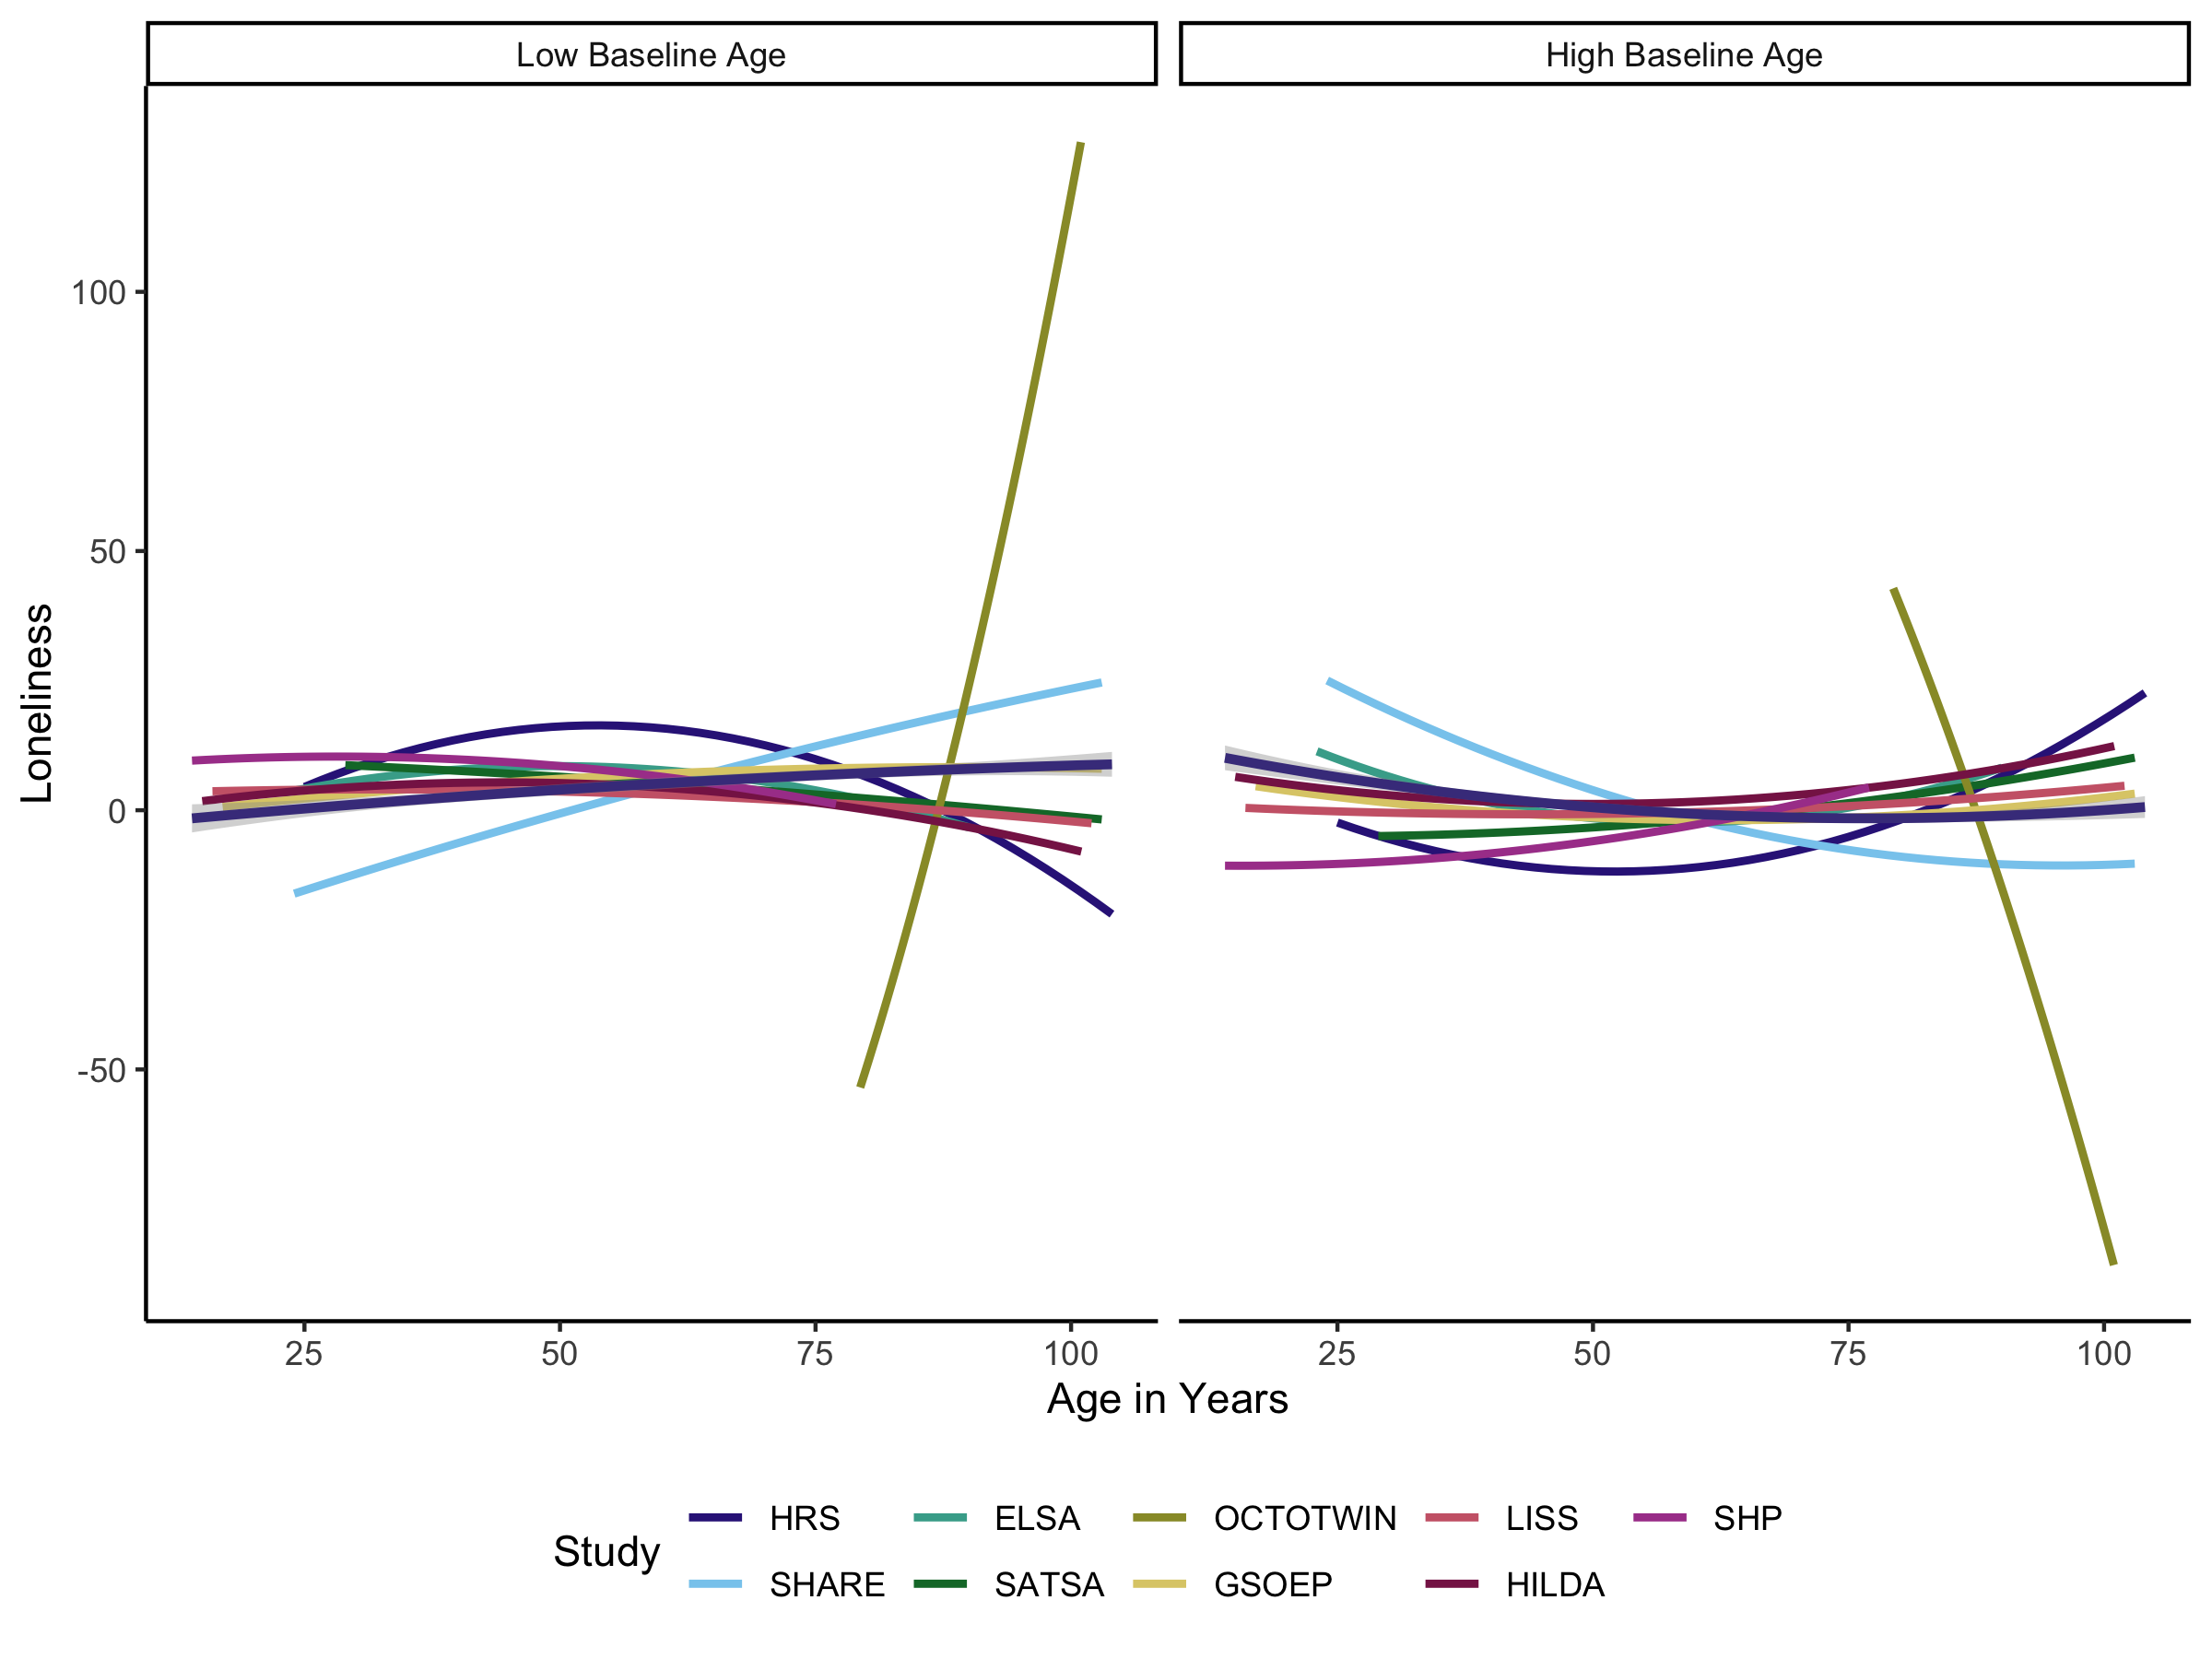 Low Baseline Age
High Baseline Age
Loneliness
100
50
0
-50
25 50 75 100 25 50 75 100
Age in Years
Study
HRS ELSA OCTOTWIN LISS SHP
SHARE SATSA GSOEP HILDA